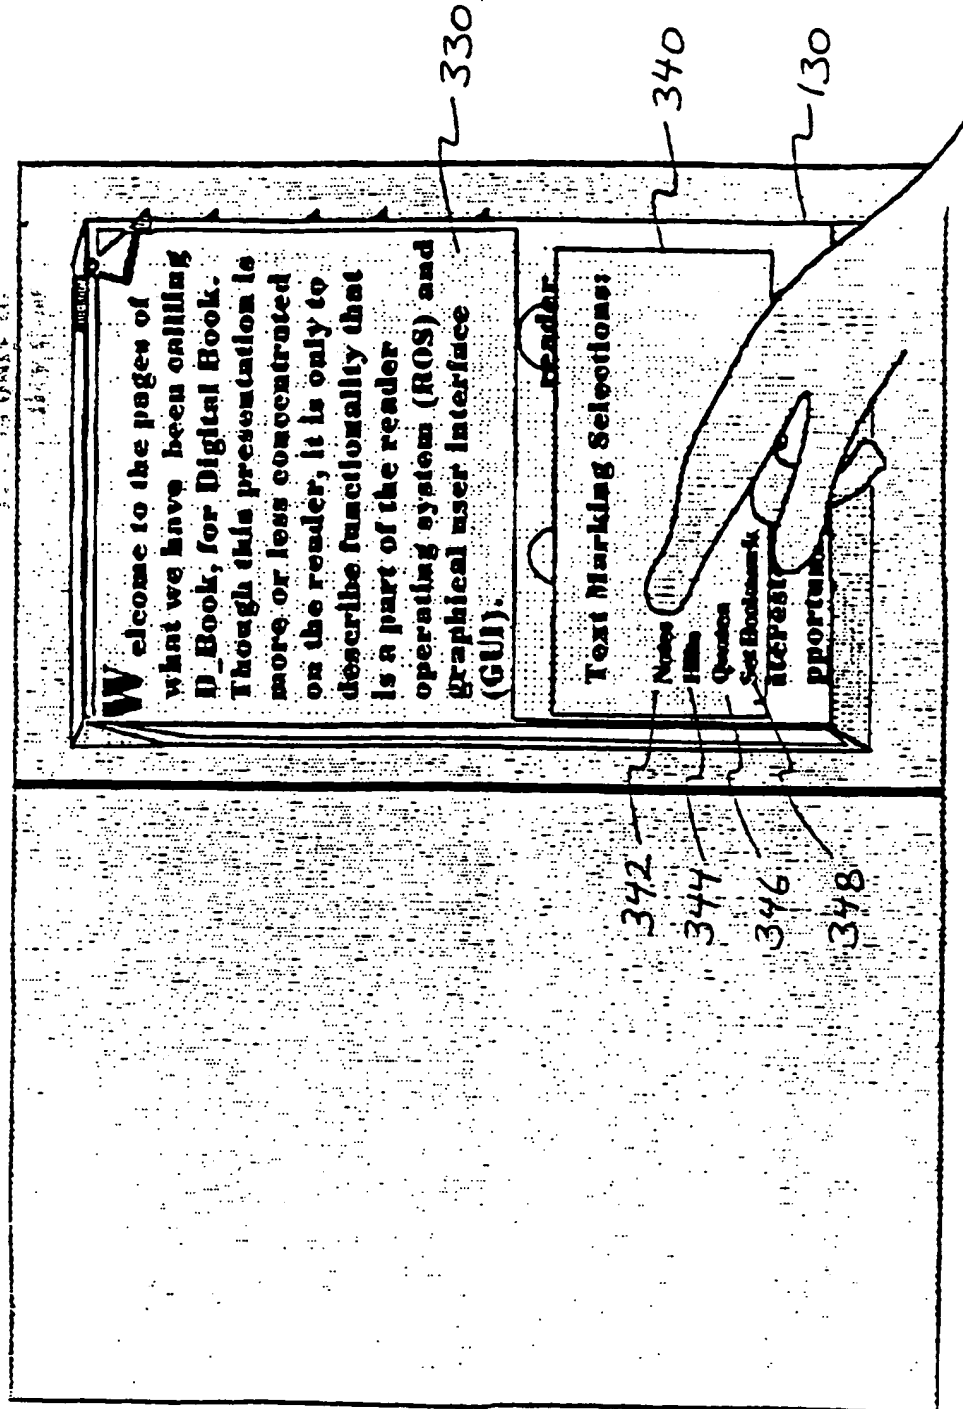 Welcome to the pages of
what we have been calling
D_Book, for Digital Book.
Though this presentation is
more or less concentrated
on the reader, it is only to
describe functionality that
is a part of the reader
operating system (ROS) and
graphical user interface
(GUI).
reader
Text Marking Selections:
Notes
Quotes
Set Bookmark
pportun
330
340
130
342
344
346
348